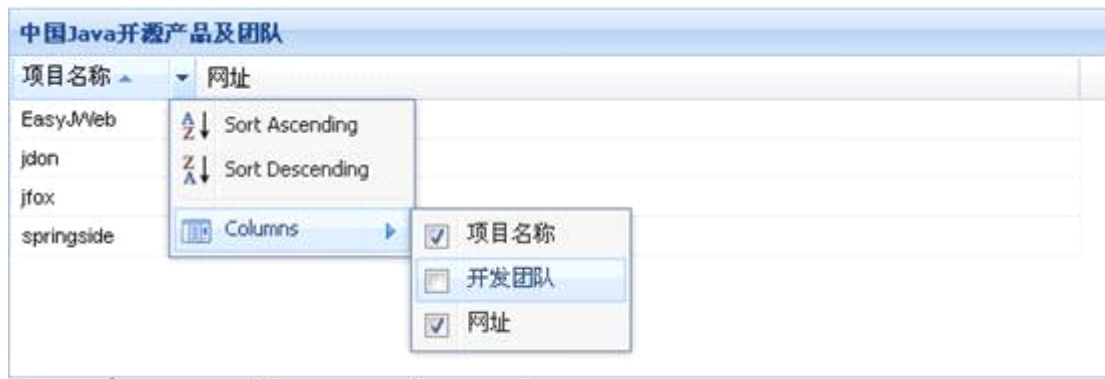 中国Java开源产品及团队
项目名称 网址
EasyJWeb
jdon
jfox
springside
Sort Ascending
Sort Descending
Columns
项目名称
开发团队
网址